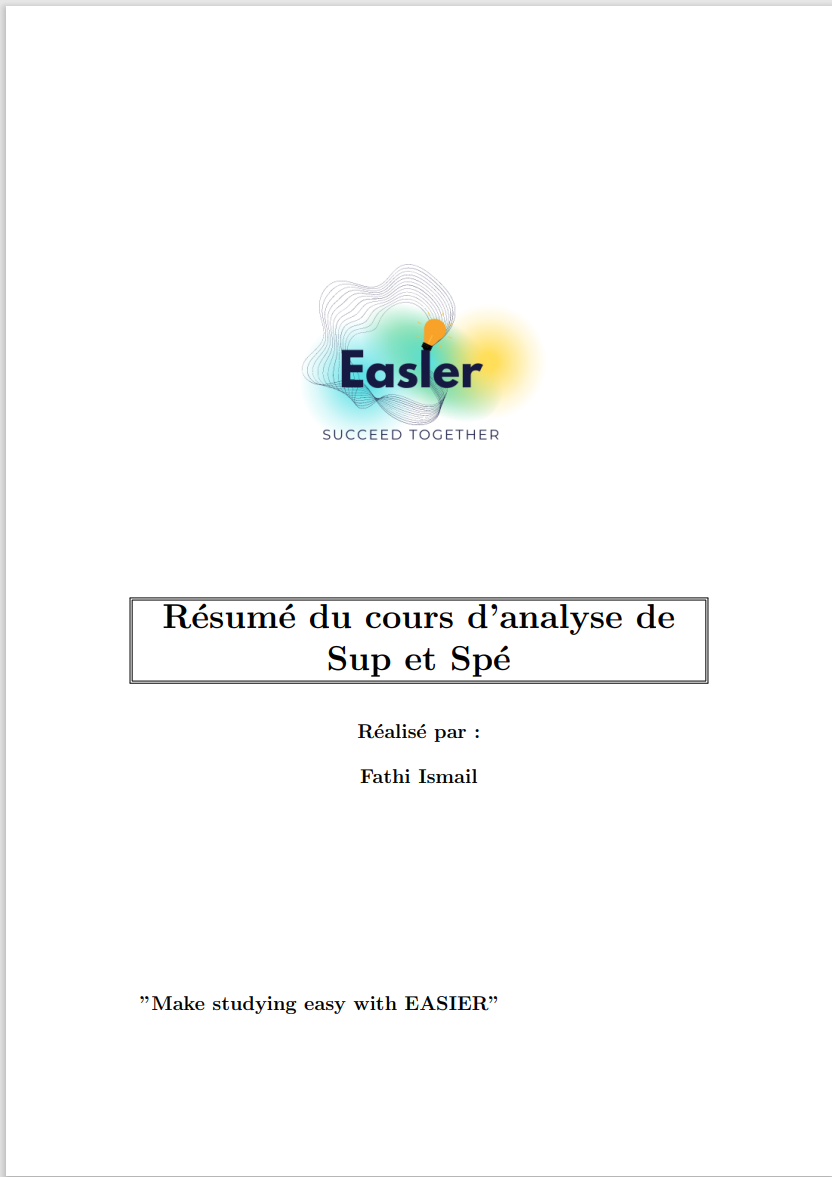 Easier
SUCCEED TOGETHER
Résumé du cours d'analyse de
Sup et Spé
Réalisé par :
Fathi Ismail
”Make studying easy with EASIER”